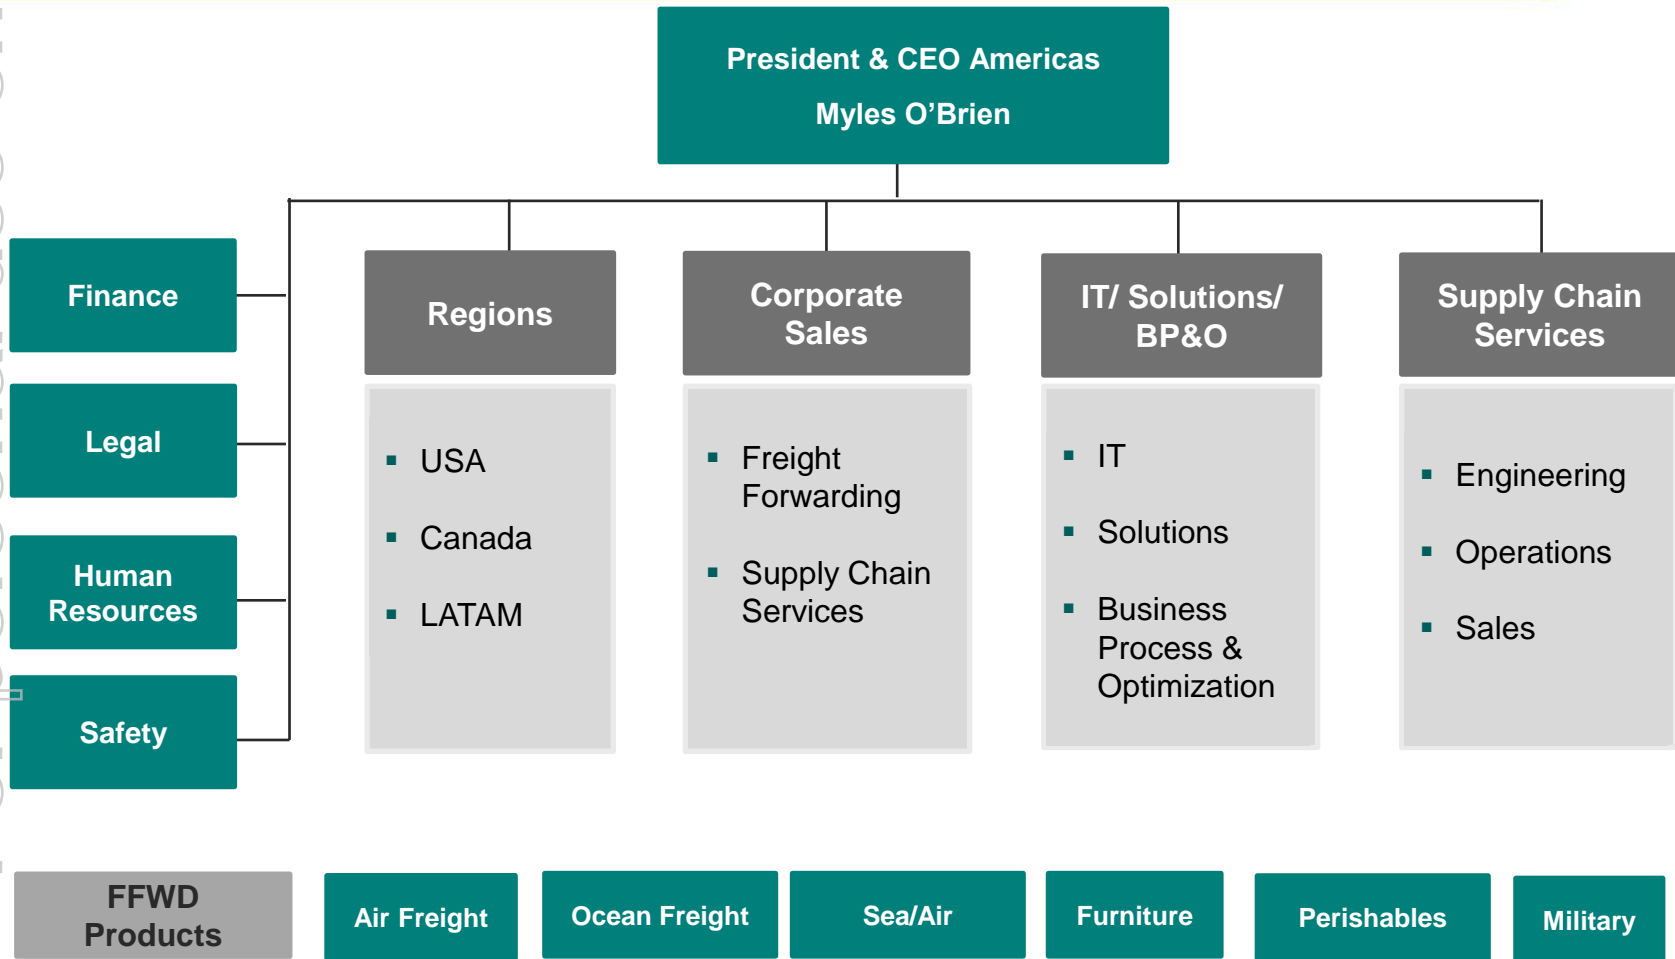 President & CEO Americas
Myles O’Brien
Finance
Legal
Human
Resources
Safety
Regions
▪ USA
▪ Canada
▪ LATAM
Corporate
Sales
▪ Freight
Forwarding
▪ Supply Chain
Services
IT/ Solutions/
BP&O
▪ IT
▪ Solutions
▪ Business
Process &
Optimization
Supply Chain
Services
▪ Engineering
▪ Operations
▪ Sales
FFWD
Products
Air Freight
Ocean Freight
Sea/Air
Furniture
Perishables
Military